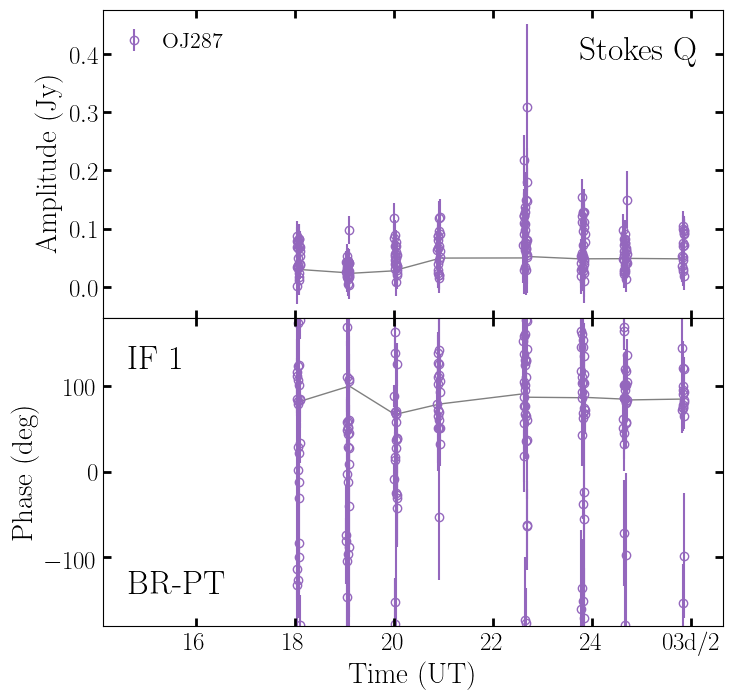 OJ287
Stokes Q
Amplitude (Jy)
0.4
0.3
0.2
0.1
0.0
IF 1
BR-PT
Phase (deg)
100
0
−100
16 18 20 22 24 03d/2
Time (UT)